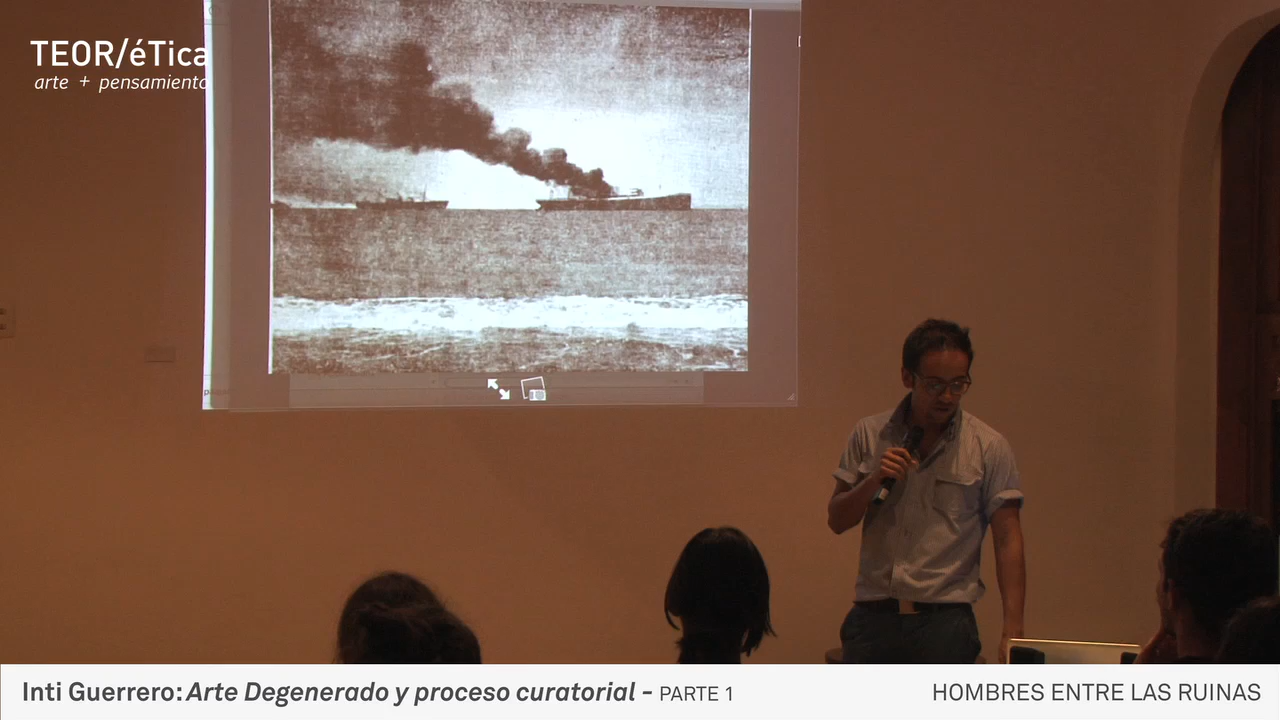 TEOR/éTica
arte + pensamiento
Inti Guerrero: Arte Degenerado y proceso curatorial - PARTE 1
HOMBRES ENTRE LAS RUINAS